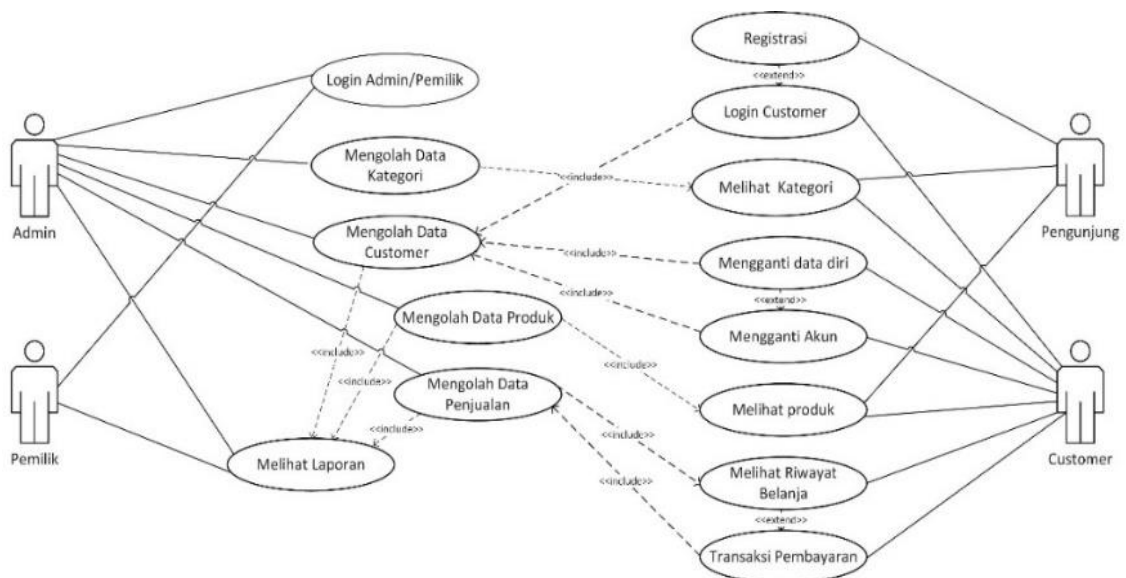 Registrasi
<<extend>>
Login Admin/Pemilik
Login Customer
Mengolah Data
Kategori
<<include>>
Melihat Kategori
Admin
Pengunjung
Mengolah Data
Customer
<<include>>
Mengganti data diri
<<include>>
<<extend>>
Mengolah Data Produk
Mengganti Akun
<<include>>
<<include>>
<<include>>
Mengolah Data
Penjualan
Melihat produk
<<include>>
<<include>>
Pemilik
Melihat Laporan
Melihat Riwayat
Belanja
Customer
<<include>>
<<extend>>
Transaksi Pembayaran